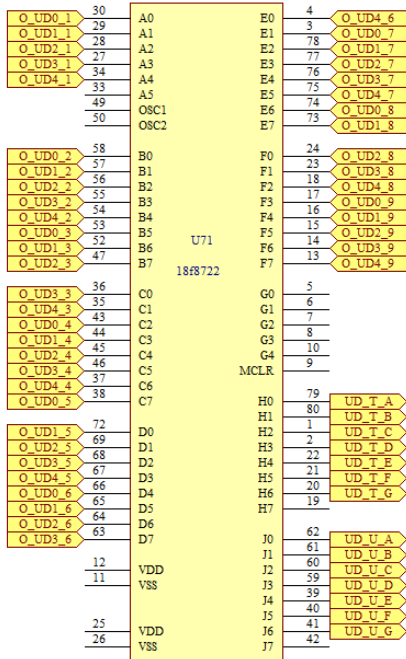 O_UD0_1 30 A0 E0 4 O_UD4_6
O_UD1_1 29 A1 E1 3 O_UD0_7
O_UD2_1 28 A2 E2 78 O_UD1_7
O_UD3_1 27 A3 E3 77 O_UD2_7
O_UD4_1 34 A4 E4 76 O_UD3_7
33 A5 E5 75 O_UD4_7
49 OSC1 E6 74 O_UD0_8
50 OSC2 E7 73 O_UD1_8
O_UD0_2 58 B0 F0 24 O_UD2_8
O_UD1_2 57 B1 F1 23 O_UD3_8
O_UD2_2 56 B2 F2 18 O_UD4_8
O_UD3_2 55 B3 F3 17 O_UD0_9
O_UD4_2 54 B4 F4 16 O_UD1_9
O_UD0_3 53 B5 F5 15 O_UD2_9
O_UD1_3 52 B6 F6 14 O_UD3_9
O_UD2_3 47 B7 F7 13 O_UD4_9
U71
18f8722
O_UD3_3 36 C0 G0 5
O_UD4_3 35 C1 G1 6
O_UD0_4 43 C2 G2 7
O_UD1_4 44 C3 G3 8
O_UD2_4 45 C4 G4 10
O_UD3_4 46 C5 MCLR 9
O_UD4_4 37 C6
O_UD0_5 38 C7 H0 79 UD_T_A
H1 80 UD_T_B
O_UD1_5 72 D0 H2 1 UD_T_C
O_UD2_5 69 D1 H3 2 UD_T_D
O_UD3_5 68 D2 H4 22 UD_T_E
O_UD4_5 67 D3 H5 21 UD_T_F
O_UD0_6 66 D4 H6 20 UD_T_G
O_UD1_6 65 D5 H7 19
O_UD2_6 64 D6
O_UD3_6 63 D7 J0 62 UD_U_A
J1 61 UD_U_B
12 VDD J2 60 UD_U_C
11 VSS J3 59 UD_U_D
J4 39 UD_U_E
J5 40 UD_U_F
25 VDD J6 41 UD_U_G
26 VSS J7 42